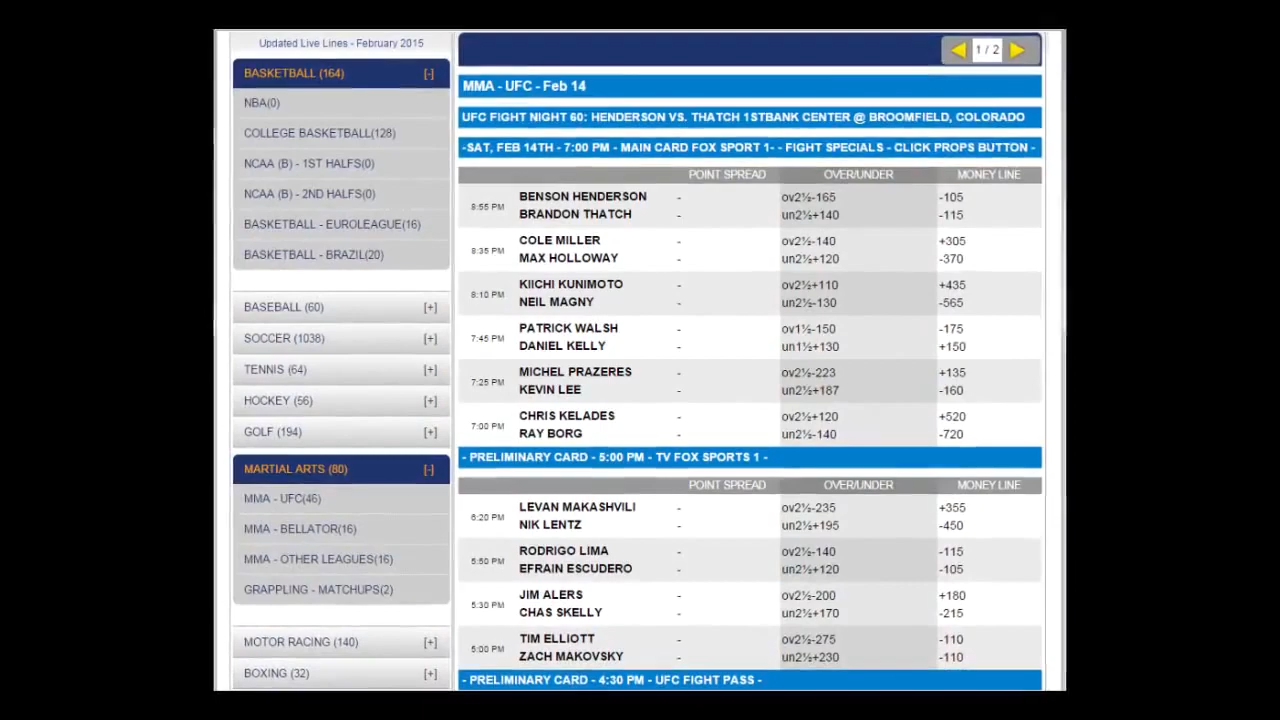 Updated Live Lines - February 2015
BASKETBALL (164) [-]
NBA(0)
COLLEGE BASKETBALL(128)
NCAA (B) - 1ST HALFS(0)
NCAA (B) - 2ND HALFS(0)
BASKETBALL - EUROLEAGUE(16)
BASKETBALL - BRAZIL(20)
BASEBALL (60) [+]
SOCCER (1038) [+]
TENNIS (64) [+]
HOCKEY (56) [+]
GOLF (194) [+]
MARTIAL ARTS (80) [-]
MMA - UFC(46)
MMA - BELLATOR(16)
MMA - OTHER LEAGUES(16)
GRAPPLING - MATCHUPS(2)
MOTOR RACING (140) [+]
BOXING (32) [+]
1 / 2
MMA - UFC - Feb 14
UFC FIGHT NIGHT 60: HENDERSON VS. THATCH 1STBANK CENTER @ BROOMFIELD, COLORADO
-SAT, FEB 14TH - 7:00 PM - MAIN CARD FOX SPORT 1- - FIGHT SPECIALS - CLICK PROPS BUTTON -
POINT SPREAD OVER/UNDER MONEY LINE
8:55 PM
BENSON HENDERSON - ov2½-165 -105
BRANDON THATCH - un2½+140 -115
8:35 PM
COLE MILLER - ov2½-140 +305
MAX HOLLOWAY - un2½+120 -370
8:10 PM
KIICHI KUNIMOTO - ov2½+110 +435
NEIL MAGNY - un2½-130 -565
7:45 PM
PATRICK WALSH - ov1½-150 -175
DANIEL KELLY - un1½+130 +150
7:25 PM
MICHEL PRAZERES - ov2½-223 +135
KEVIN LEE - un2½+187 -160
7:00 PM
CHRIS KELADES - ov2½+120 +520
RAY BORG - un2½-140 -720
- PRELIMINARY CARD - 5:00 PM - TV FOX SPORTS 1 -
POINT SPREAD OVER/UNDER MONEY LINE
6:20 PM
LEVAN MAKASHVILI - ov2½-235 +355
NIK LENTZ - un2½+195 -450
5:50 PM
RODRIGO LIMA - ov2½-140 -115
EFRAIN ESCUDERO - un2½+120 -105
5:30 PM
JIM ALERS - ov2½-200 +180
CHAS SKELLY - un2½+170 -215
5:00 PM
TIM ELLIOTT - ov2½-275 -110
ZACH MAKOVSKY - un2½+230 -110
- PRELIMINARY CARD - 4:30 PM - UFC FIGHT PASS -